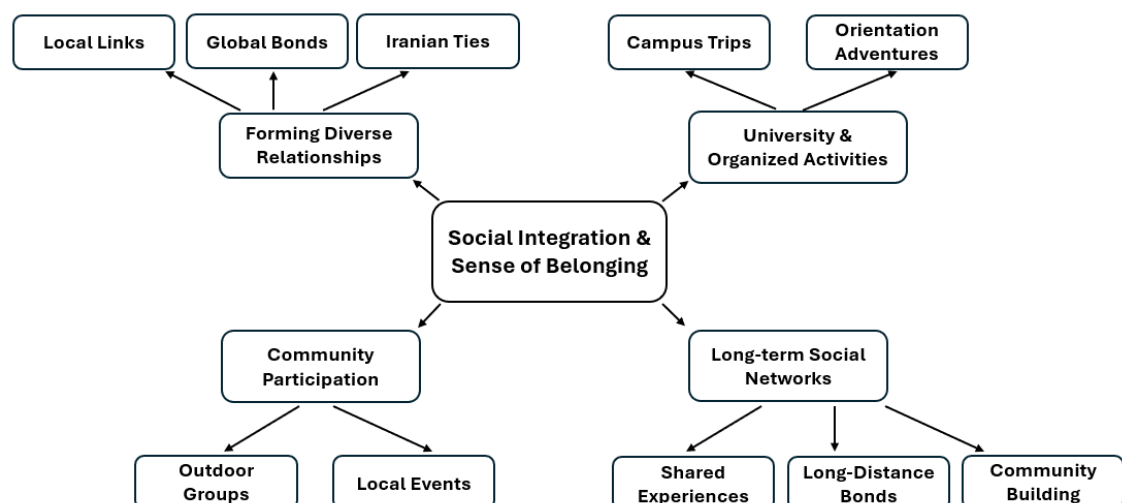 Local Links
Global Bonds
Iranian Ties
Campus Trips
Orientation
Adventures
Forming Diverse
Relationships
University &
Organized Activities
Social Integration &
Sense of Belonging
Community
Participation
Long-term Social
Networks
Outdoor
Groups
Local Events
Shared
Experiences
Long-Distance
Bonds
Community
Building